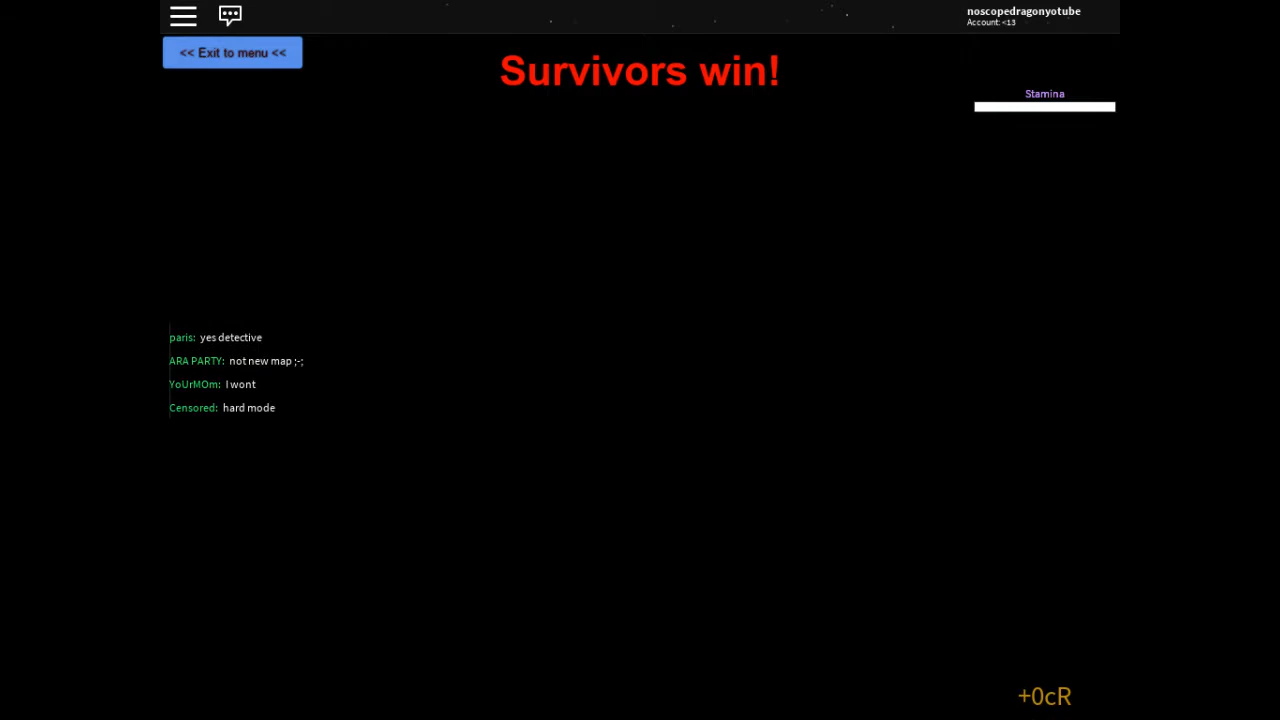 noscopedragonyotube
Account: <13
<< Exit to menu <<
Survivors win!
Stamina
paris: yes detective
ARA PARTY: not new map ;-;
YoUrMOm: I wont
Censored: hard mode
+0cR